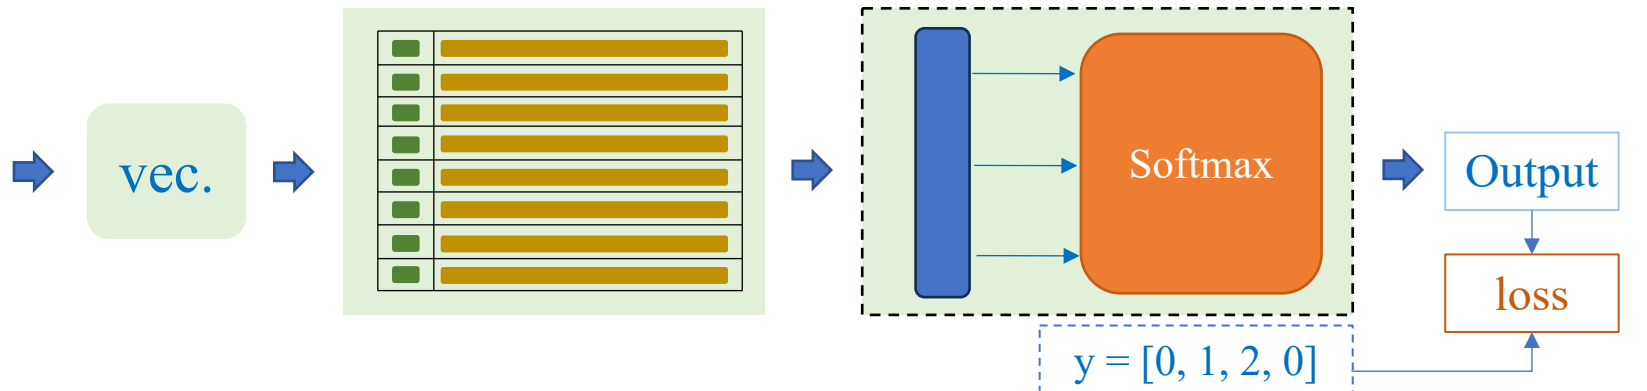 vec.
Softmax
Output
loss
y = [0, 1, 2, 0]